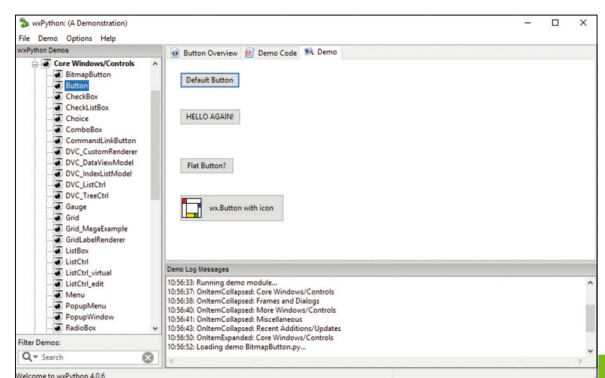 wxPython: (A Demonstration)
File Demo Options Help
wxPython Demos
Core Windows/Controls
BitmapButton
Button
CheckBox
CheckListBox
Choice
ComboBox
CommandLinkButton
DVC_CustomRenderer
DVC_DataViewModel
DVC_IndexListModel
DVC_ListCtrl
DVC_TreeCtrl
Gauge
Grid
Grid_MegaExample
GridLabelRenderer
ListBox
ListCtrl
ListCtrl_virtual
ListCtrl_edit
Menu
PopupMenu
PopupWindow
RadioBox
Filter Demos:
Search
Button Overview Demo Code Demo
Default Button
HELLO AGAIN!
Flat Button?
wx.Button with icon
Demo Log Messages
10:56:33: Running demo module...
10:56:37: OnItemCollapsed: Core Windows/Controls
10:56:38: OnItemCollapsed: Frames and Dialogs
10:56:40: OnItemCollapsed: More Windows/Controls
10:56:41: OnItemCollapsed: Miscellaneous
10:56:43: OnItemCollapsed: Recent Additions/Updates
10:56:50: OnItemExpanded: Core Windows/Controls
10:56:52: Loading demo BitmapButton.py...
Welcome to wxPython 4.0.6